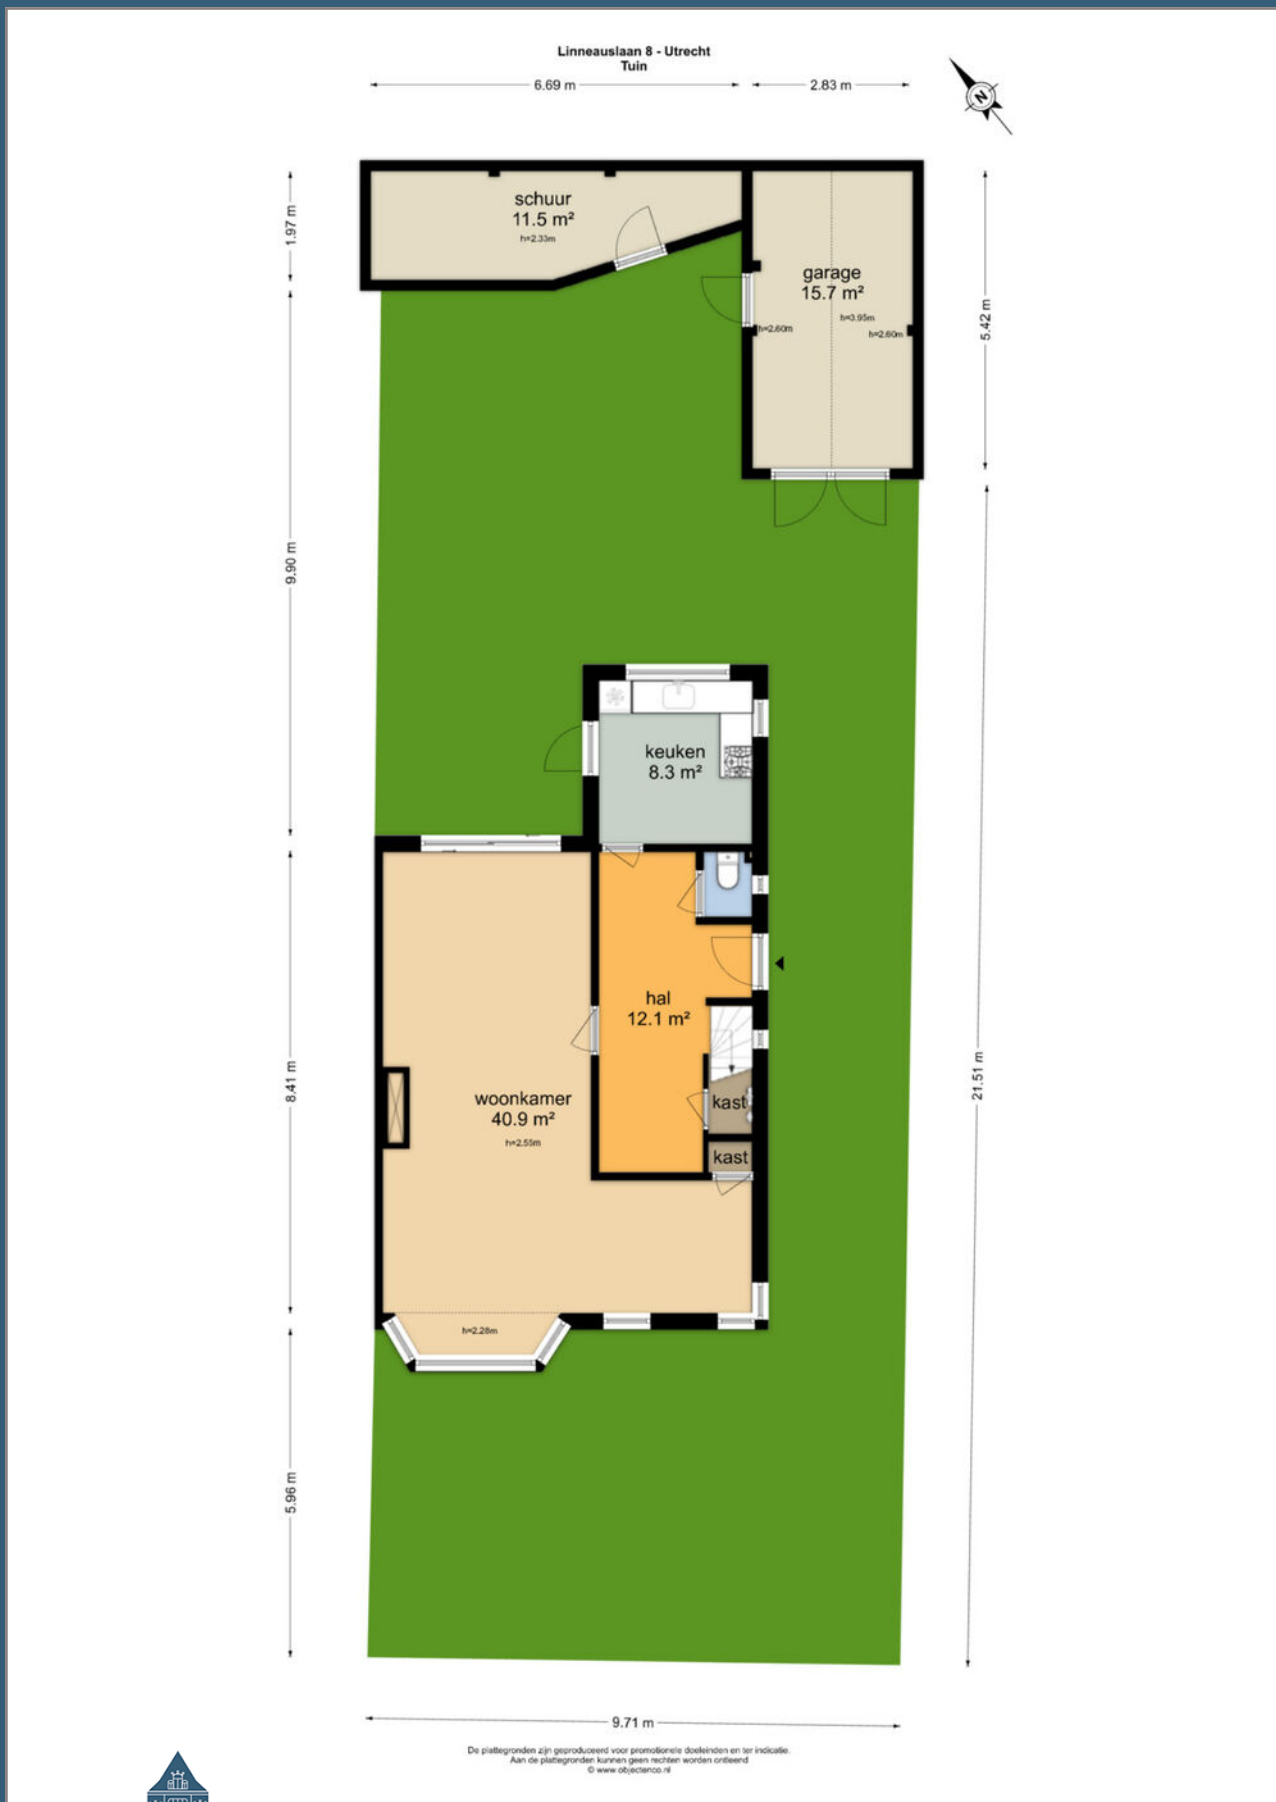 Linneauslaan 8 - Utrecht
Tuin
6.69 m
2.83 m
N
1.97 m
schuur
11.5 m²
h=2.33m
garage
15.7 m²
h=3.95m
h=2.60m
h=2.60m
5.42 m
9.90 m
keuken
8.3 m²
hal
12.1 m²
8.41 m
woonkamer
40.9 m²
h=2.55m
kast
kast
21.51 m
h=2.28m
5.96 m
9.71 m
De plattegronden zijn geproduceerd voor promotionele doeleinden en ter indicatie.
Aan de plattegronden kunnen geen rechten worden ontleend
© www.objectenco.nl